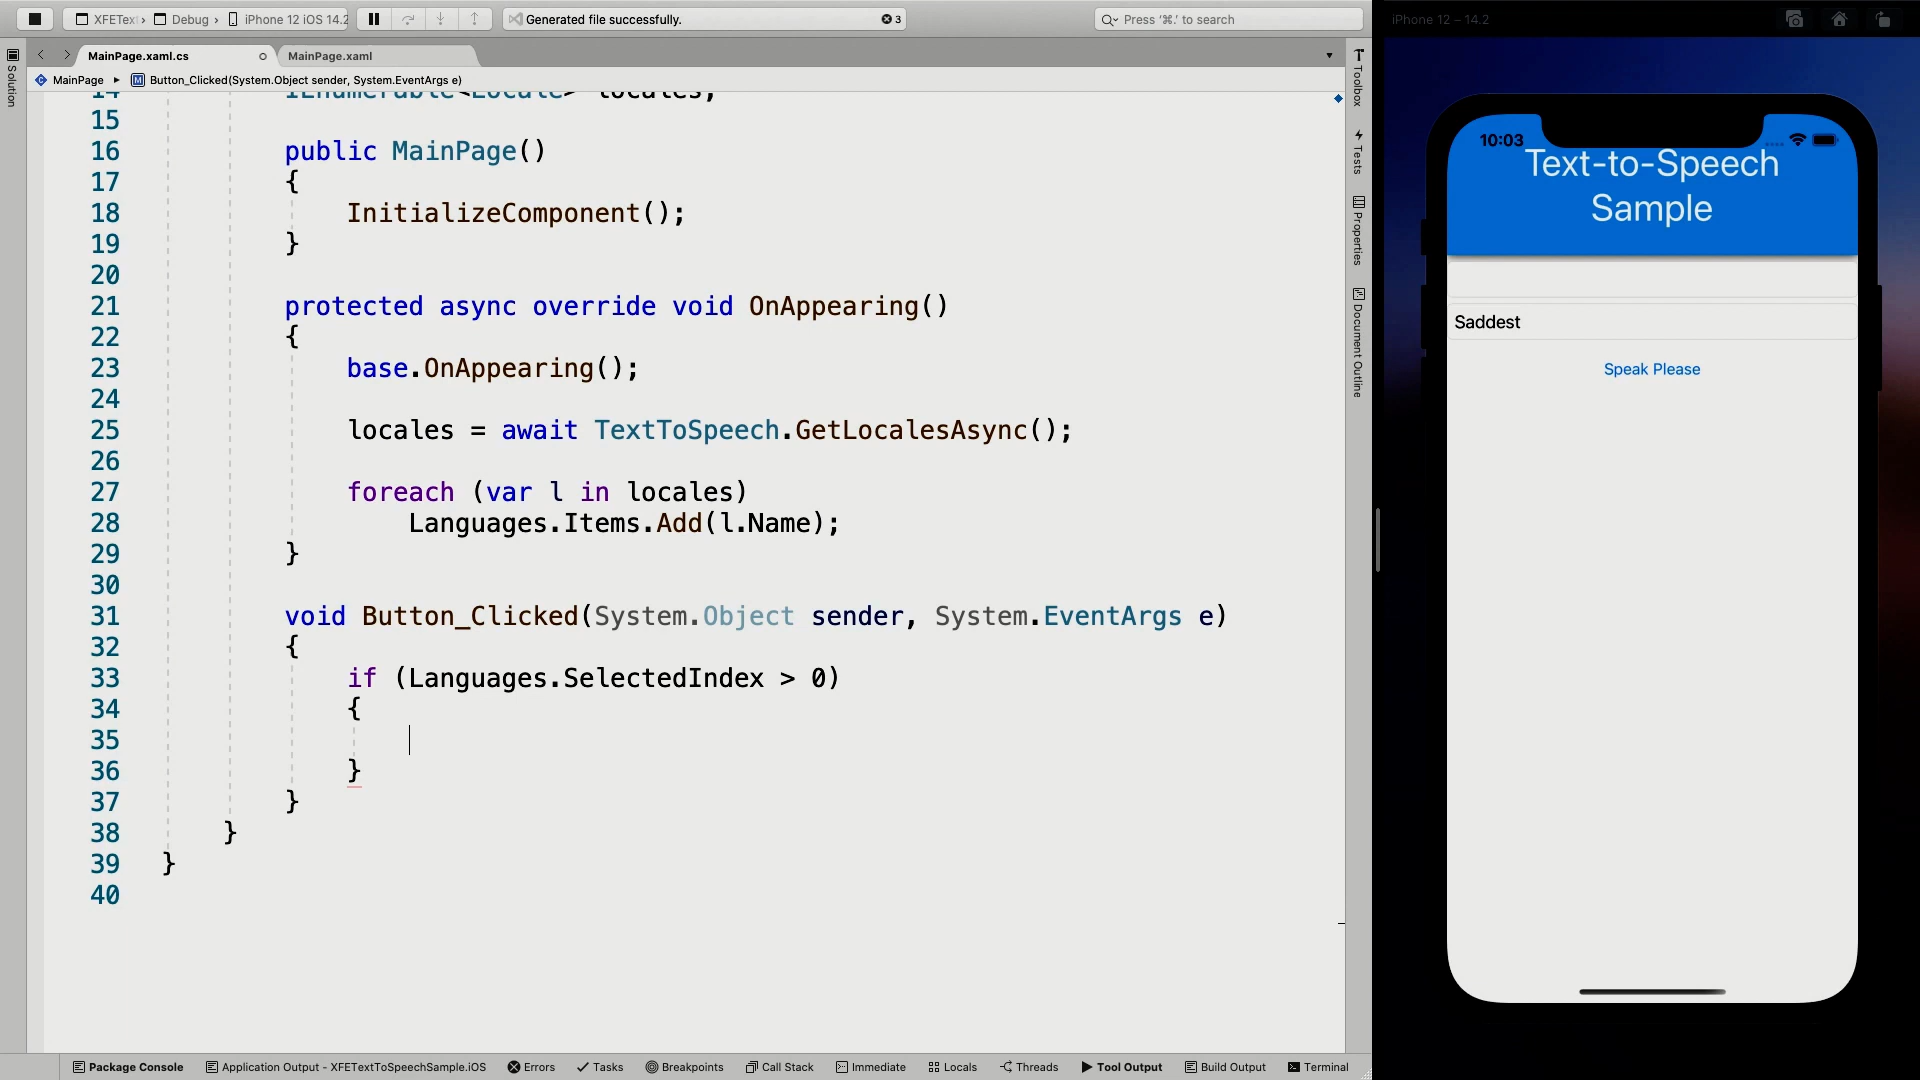 XFETex› Debug › iPhone 12 iOS 14.2
Generated file successfully.
3
Press ‘⌘.’ to search
iPhone 12 – 14.2
MainPage.xaml.cs
MainPage.xaml
MainPage ▸ Button_Clicked(System.Object sender, System.EventArgs e)
Solution
Toolbox
Tests
Properties
Document Outline
14 IEnumerable<Locale> locales;
15
16 public MainPage()
17 {
18 InitializeComponent();
19 }
20
21 protected async override void OnAppearing()
22 {
23 base.OnAppearing();
24
25 locales = await TextToSpeech.GetLocalesAsync();
26
27 foreach (var l in locales)
28 Languages.Items.Add(l.Name);
29 }
30
31 void Button_Clicked(System.Object sender, System.EventArgs e)
32 {
33 if (Languages.SelectedIndex > 0)
34 {
35
36 }
37 }
38 }
39 }
40
10:03
Text-to-Speech
Sample
Saddest
Speak Please
Package Console
Application Output - XFETextToSpeechSample.iOS
Errors
Tasks
Breakpoints
Call Stack
Immediate
Locals
Threads
Tool Output
Build Output
Terminal